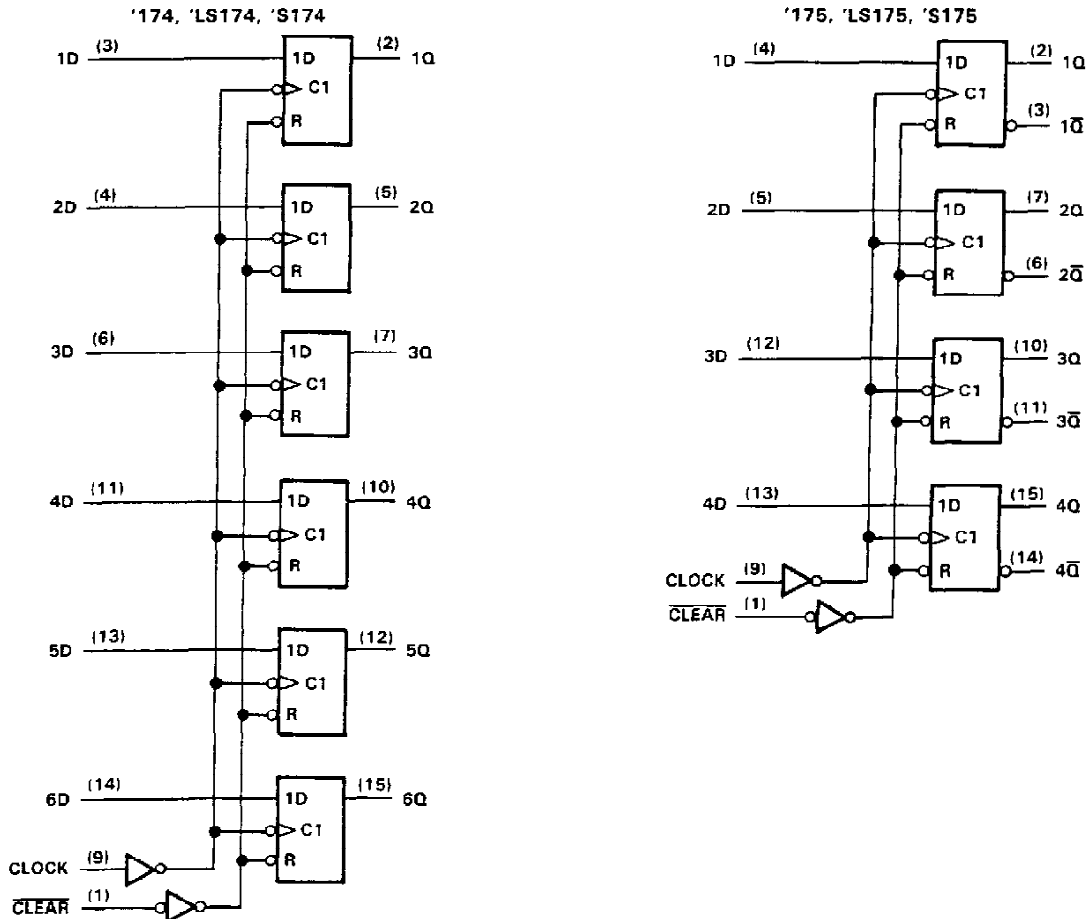 '174, 'LS174, 'S174
1D (3) 1D (2) 1Q
C1
R
2D (4) 1D (5) 2Q
C1
R
3D (6) 1D (7) 3Q
C1
R
4D (11) 1D (10) 4Q
C1
R
5D (13) 1D (12) 5Q
C1
R
6D (14) 1D (15) 6Q
C1
CLOCK (9) R
C̅L̅E̅A̅R̅ (1)
'175, 'LS175, 'S175
1D (4) 1D (2) 1Q
C1
R (3) 1Q̅
2D (5) 1D (7) 2Q
C1
R (6) 2Q̅
3D (12) 1D (10) 3Q
C1
R (11) 3Q̅
4D (13) 1D (15) 4Q
C1
R (14) 4Q̅
CLOCK (9)
C̅L̅E̅A̅R̅ (1)